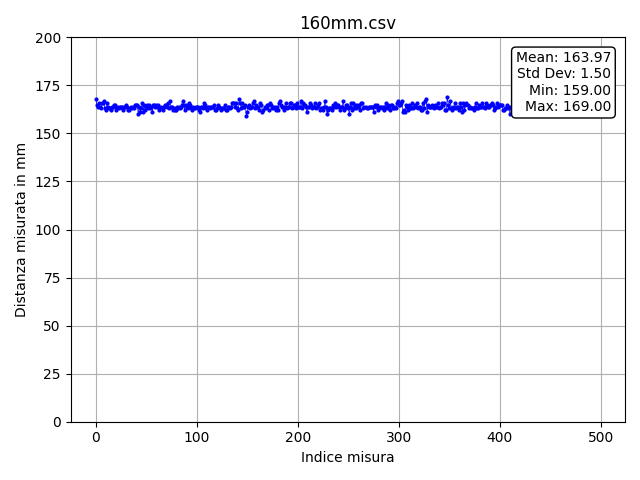 160mm.csv
Mean: 163.97
Std Dev: 1.50
Min: 159.00
Max: 169.00
Distanza misurata in mm
200
175
150
125
100
75
50
25
0
0 100 200 300 400 500
Indice misura